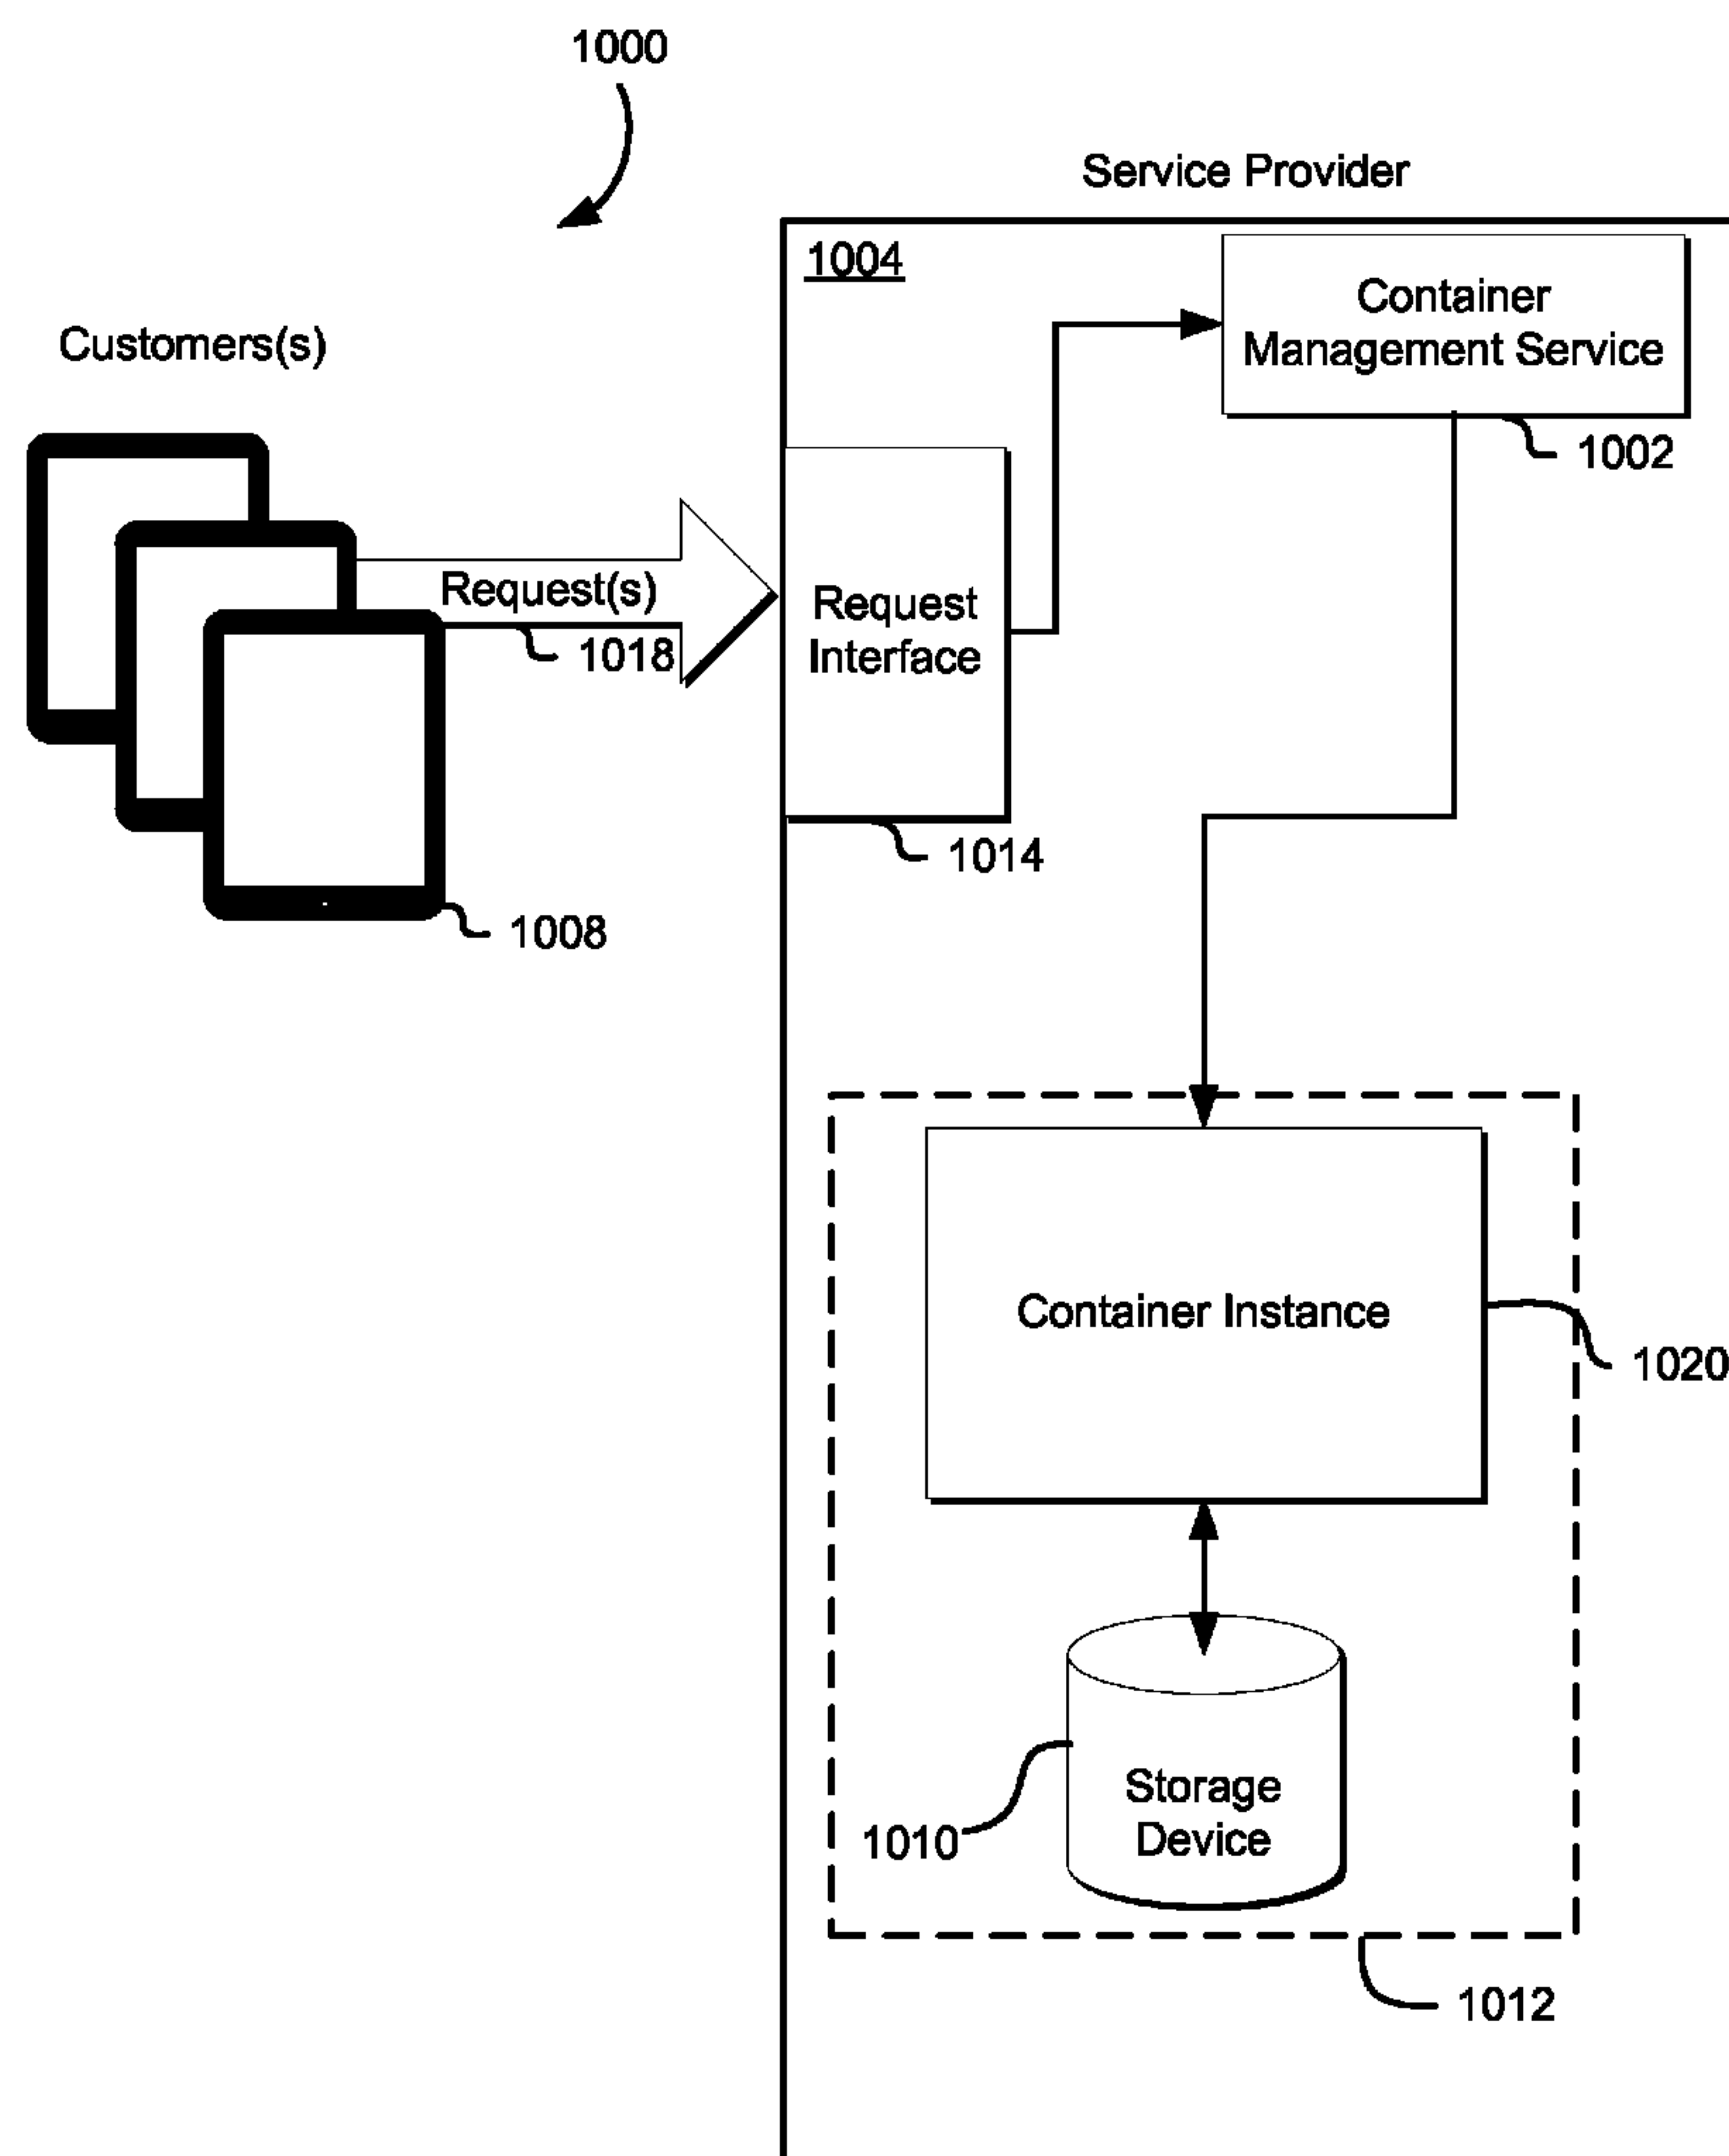 1000
Service Provider
1004
Container
Management Service
1002
Customers(s)
Request(s)
1018
Request
Interface
1014
1008
Container Instance
1020
Storage
Device
1010
1012